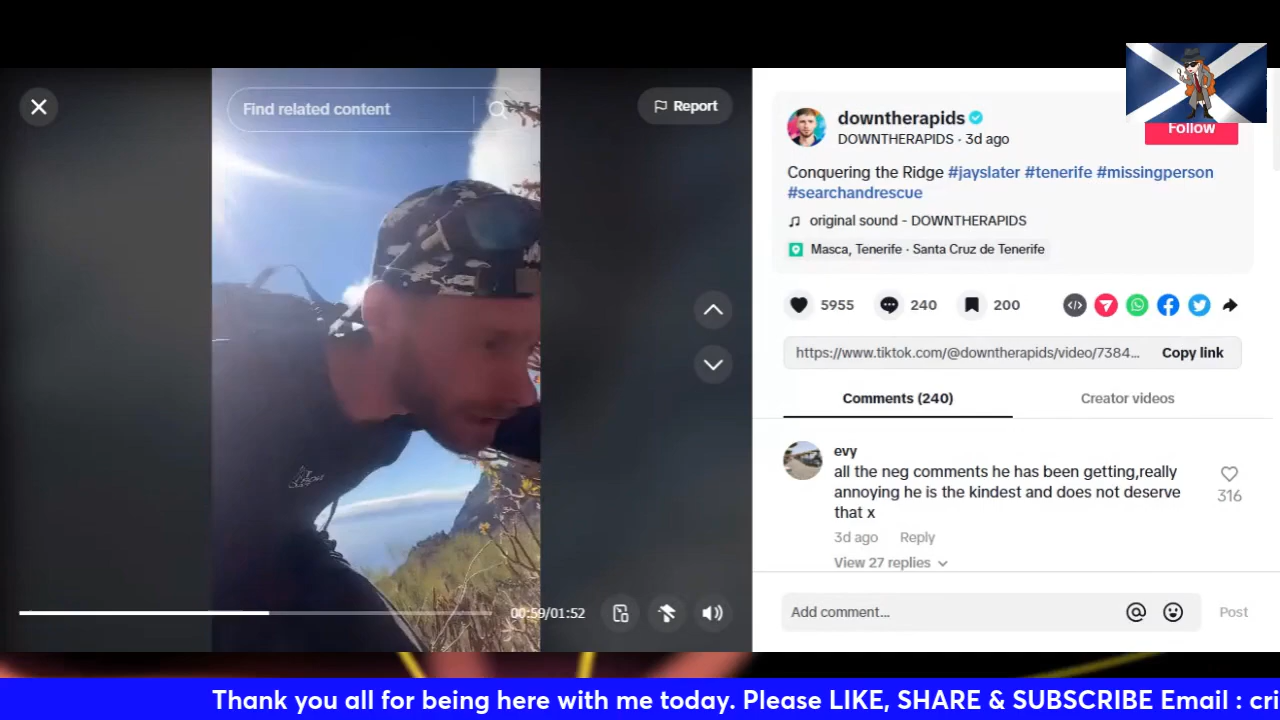 Find related content
Report
downtherapids
DOWNTHERAPIDS · 3d ago
Follow
Conquering the Ridge #jayslater #tenerife #missingperson
#searchandrescue
original sound - DOWNTHERAPIDS
Masca, Tenerife · Santa Cruz de Tenerife
5955
240
200
https://www.tiktok.com/@downtherapids/video/7384...
Copy link
Comments (240)
Creator videos
evy
all the neg comments he has been getting,really
annoying he is the kindest and does not deserve
that x
316
3d ago
Reply
View 27 replies
00:59/01:52
Add comment...
Post
Thank you all for being here with me today. Please LIKE, SHARE & SUBSCRIBE Email : cri